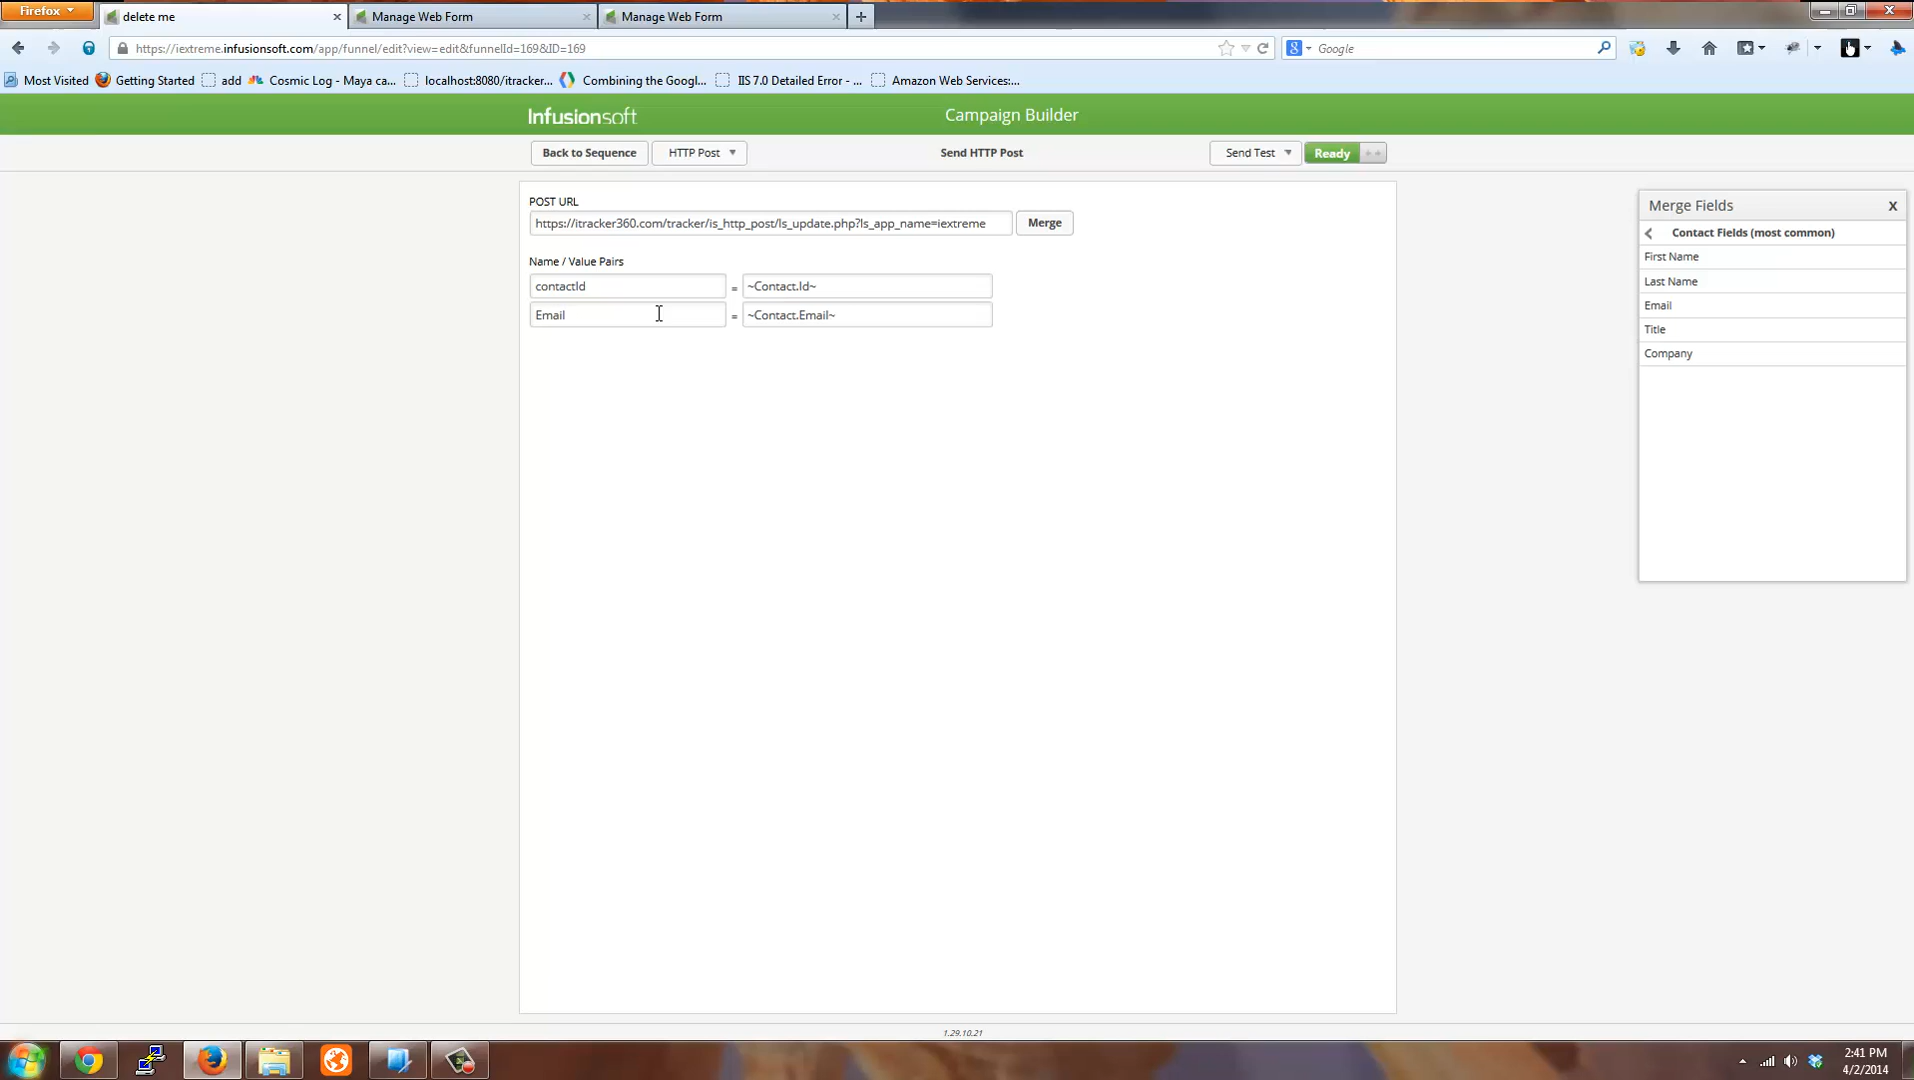 Firefox
delete me
Manage Web Form
Manage Web Form
https://iextreme.infusionsoft.com/app/funnel/edit?view=edit&funnelId=169&ID=169
Google
Most Visited
Getting Started
add
Cosmic Log - Maya ca...
localhost:8080/itracker...
Combining the Googl...
IIS 7.0 Detailed Error - ...
Amazon Web Services:...
Infusionsoft
Campaign Builder
Back to Sequence
HTTP Post
Send HTTP Post
Send Test
Ready
POST URL
https://itracker360.com/tracker/is_http_post/ls_update.php?ls_app_name=iextreme
Merge
Name / Value Pairs
contactId = ~Contact.Id~
Email = ~Contact.Email~
Merge Fields
X
Contact Fields (most common)
First Name
Last Name
Email
Title
Company
1.29.10.21
2:41 PM
4/2/2014